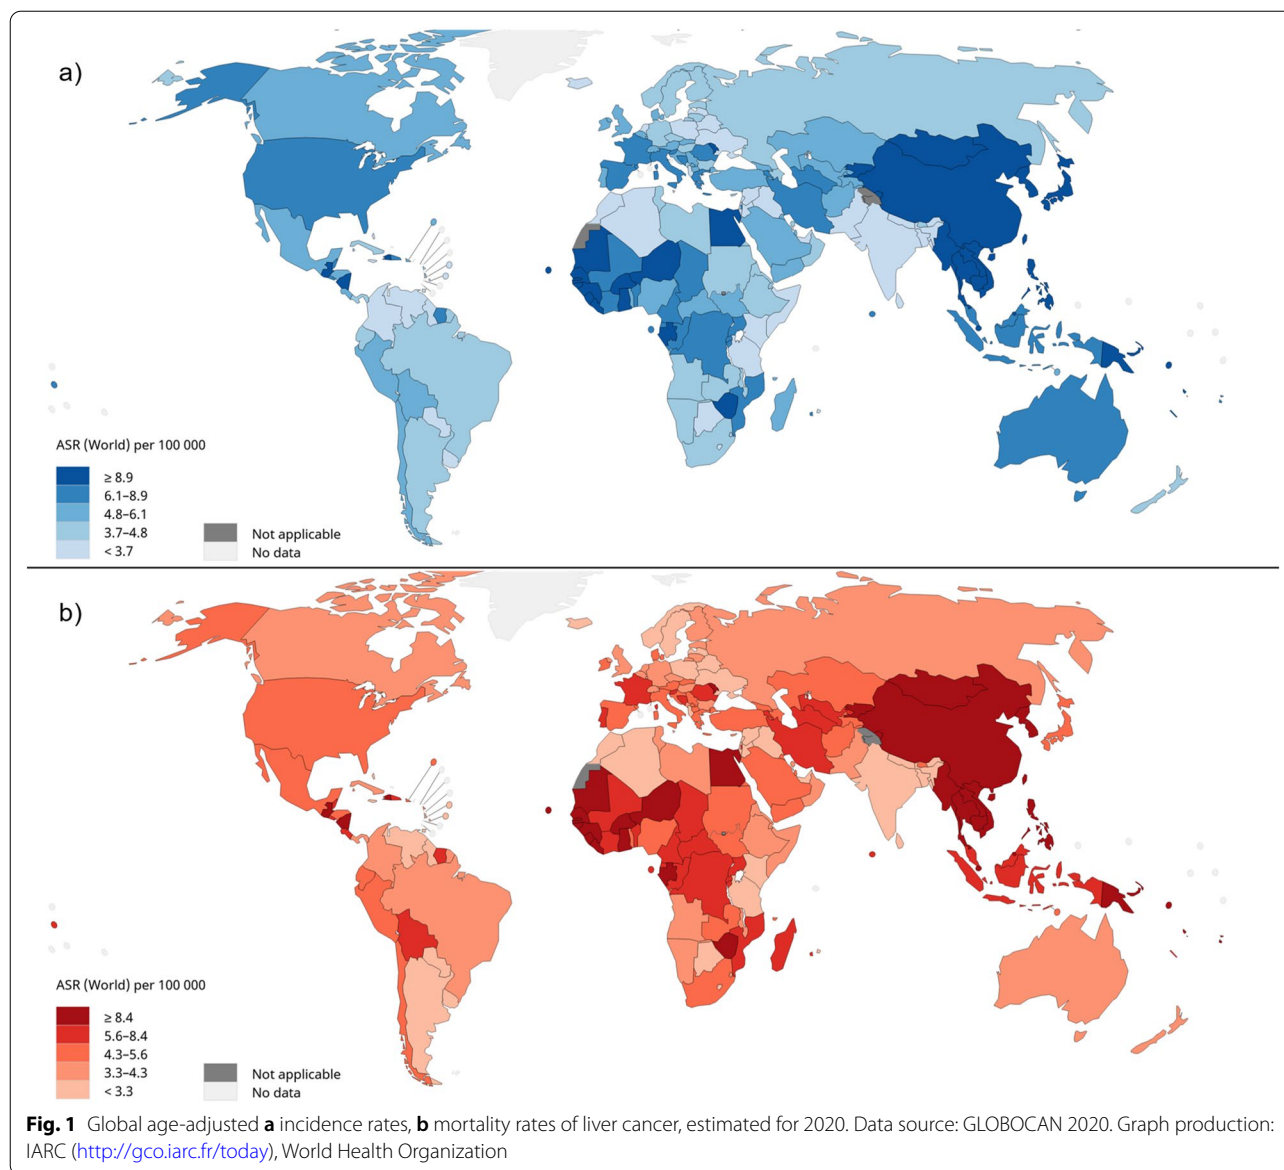 a)
ASR (World) per 100 000
≥ 8.9
6.1–8.9
4.8–6.1
3.7–4.8
< 3.7
Not applicable
No data
b)
ASR (World) per 100 000
≥ 8.4
5.6–8.4
4.3–5.6
3.3–4.3
< 3.3
Not applicable
No data
Fig. 1 Global age-adjusted a incidence rates, b mortality rates of liver cancer, estimated for 2020. Data source: GLOBOCAN 2020. Graph production:
IARC (http://gco.iarc.fr/today), World Health Organization